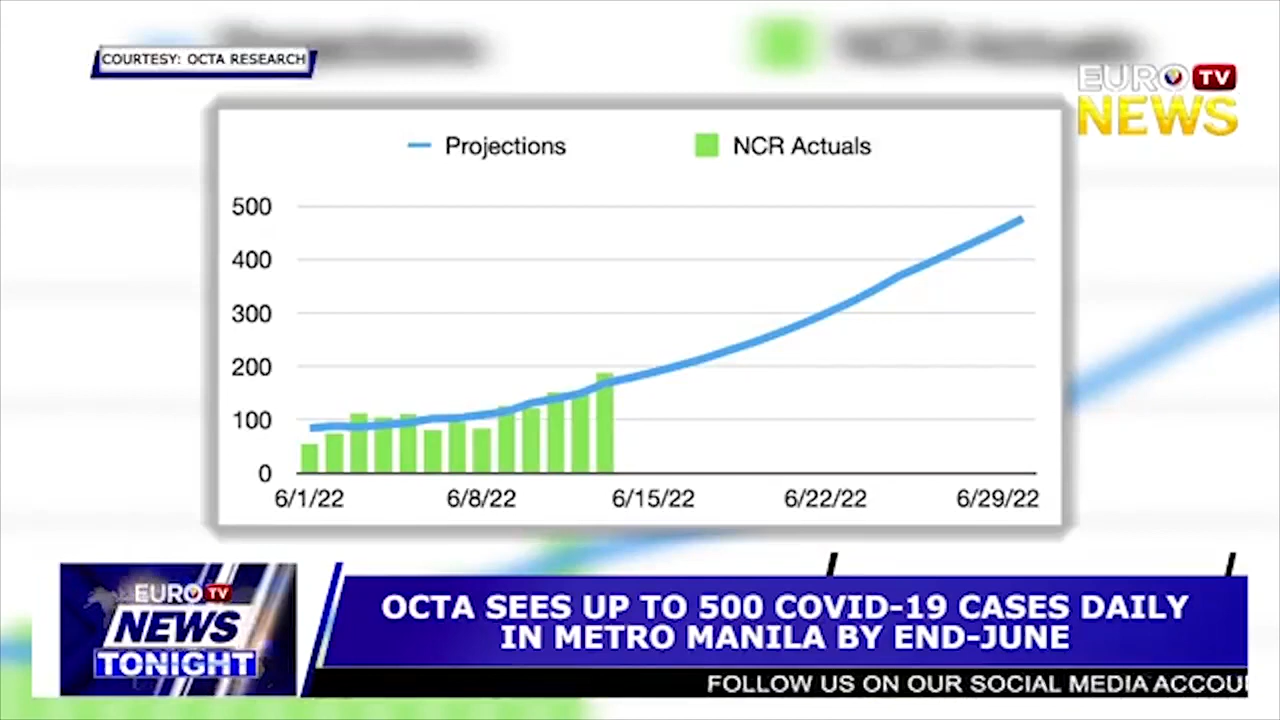 COURTESY: OCTA RESEARCH
EURO TV
NEWS
Projections
NCR Actuals
500
400
300
200
100
0
6/1/22
6/8/22
6/15/22
6/22/22
6/29/22
EURO TV
NEWS
TONIGHT
OCTA SEES UP TO 500 COVID-19 CASES DAILY
IN METRO MANILA BY END-JUNE
FOLLOW US ON OUR SOCIAL MEDIA ACCOU